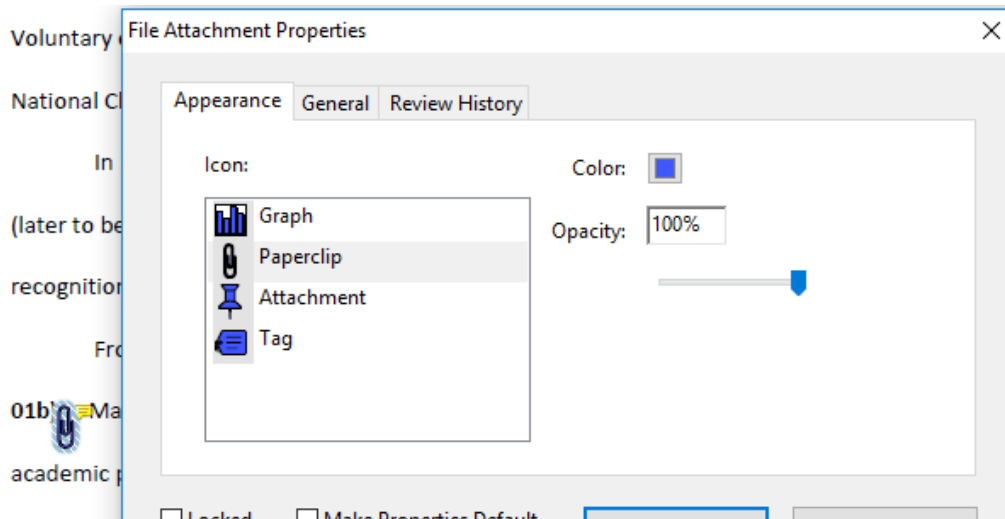 Voluntary
File Attachment Properties
National Cl
Appearance General Review History
In
Icon:
Color:
(later to be
Graph
Opacity: 100%
Paperclip
recognition
Attachment
Fro
Tag
01b) Ma
academic p
Locked Make Properties Default